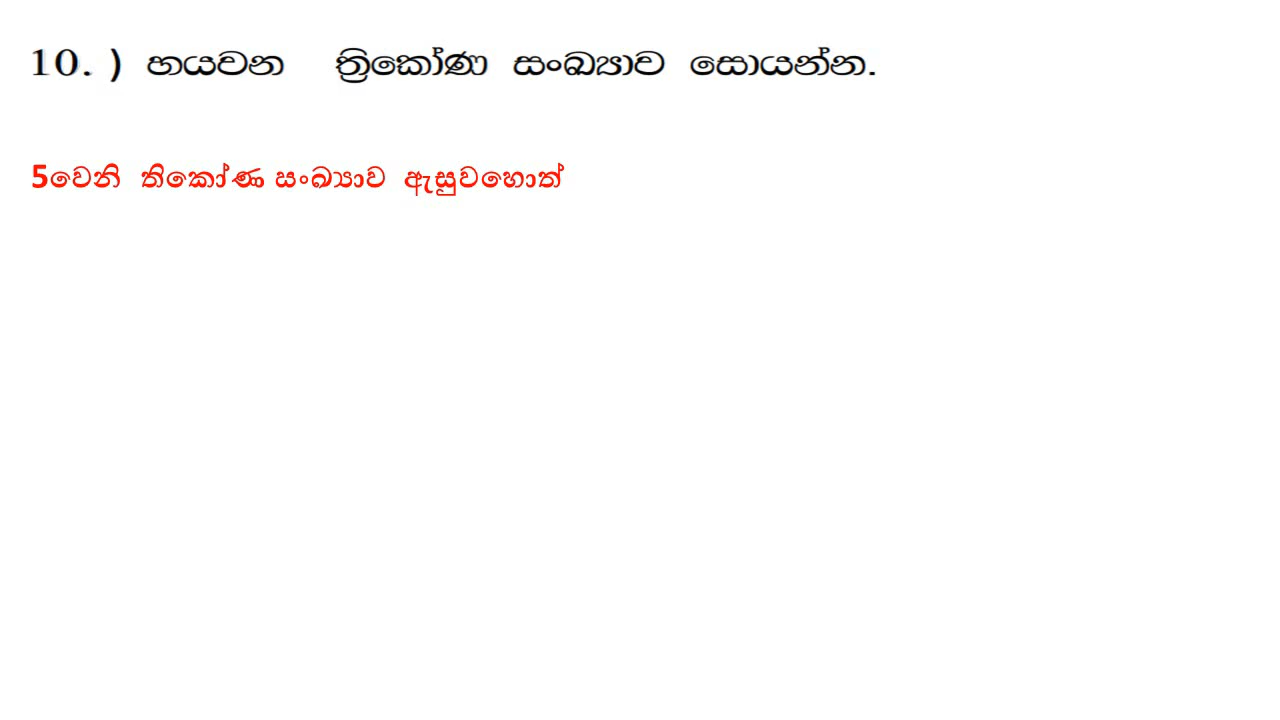 10. ) හයවන ත්‍රිකෝණ සංඛ්‍යාව සොයන්න.
5වෙනි තිකෝණ සංඛ්‍යාව ඇසුවහොත්